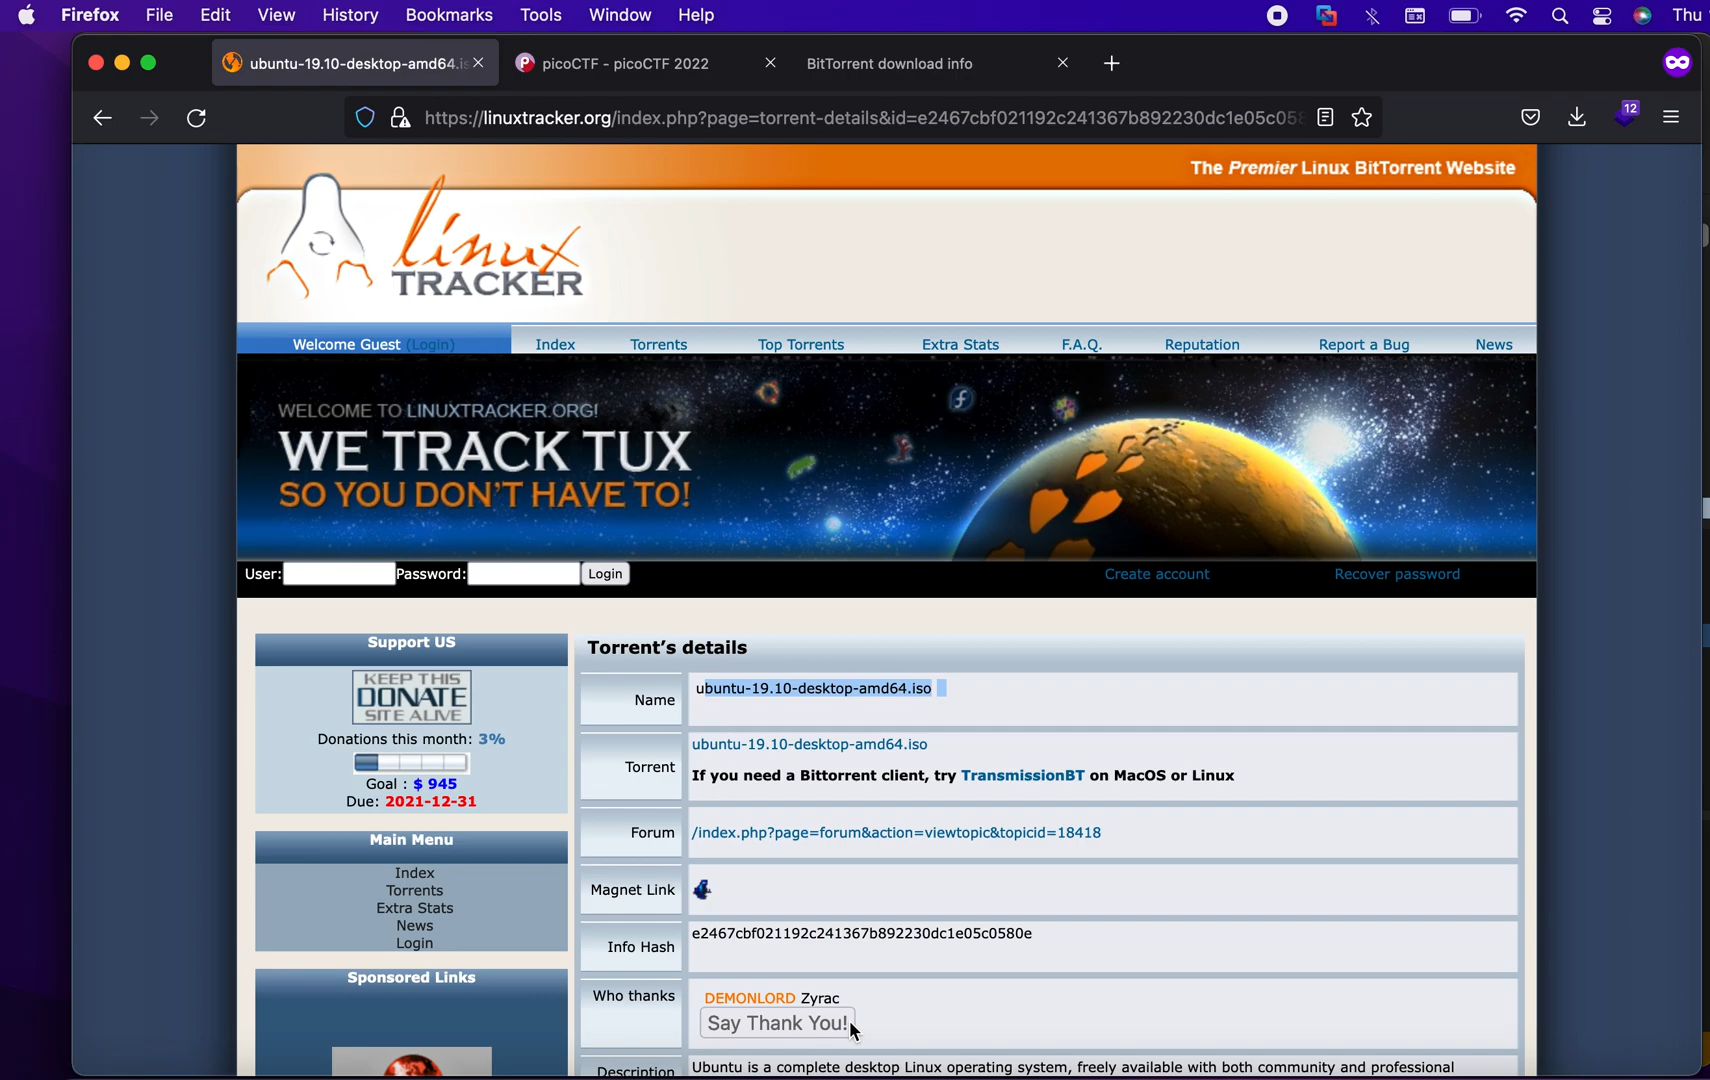 Firefox File Edit View History Bookmarks Tools Window Help Thu
ubuntu-19.10-desktop-amd64.is picoCTF - picoCTF 2022 BitTorrent download info
https://linuxtracker.org/index.php?page=torrent-details&id=e2467cbf021192c241367b892230dc1e05c058 12
The Premier Linux BitTorrent Website
linux
TRACKER
Welcome Guest (Login) Index Torrents Top Torrents Extra Stats F.A.Q. Reputation Report a Bug News
WELCOME TO LINUXTRACKER.ORG!
WE TRACK TUX
SO YOU DON'T HAVE TO!
User: Password: Login Create account Recover password
Support US
KEEP THIS
DONATE
SITE ALIVE
Donations this month: 3%
Goal : $ 945
Due: 2021-12-31
Main Menu
Index
Torrents
Extra Stats
News
Login
Sponsored Links
Torrent's details
Name ubuntu-19.10-desktop-amd64.iso
Torrent ubuntu-19.10-desktop-amd64.iso
If you need a Bittorrent client, try TransmissionBT on MacOS or Linux
Forum /index.php?page=forum&action=viewtopic&topicid=18418
Magnet Link
Info Hash e2467cbf021192c241367b892230dc1e05c0580e
Who thanks DEMONLORD Zyrac
Say Thank You!
Description Ubuntu is a complete desktop Linux operating system, freely available with both community and professional